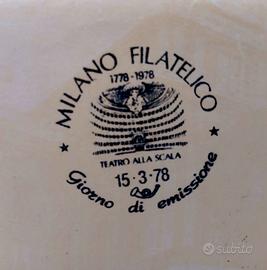 MILANO FILATELICO
1778-1978
TEATRO ALLA SCALA
15·3·78
Giorno di emissione
subito